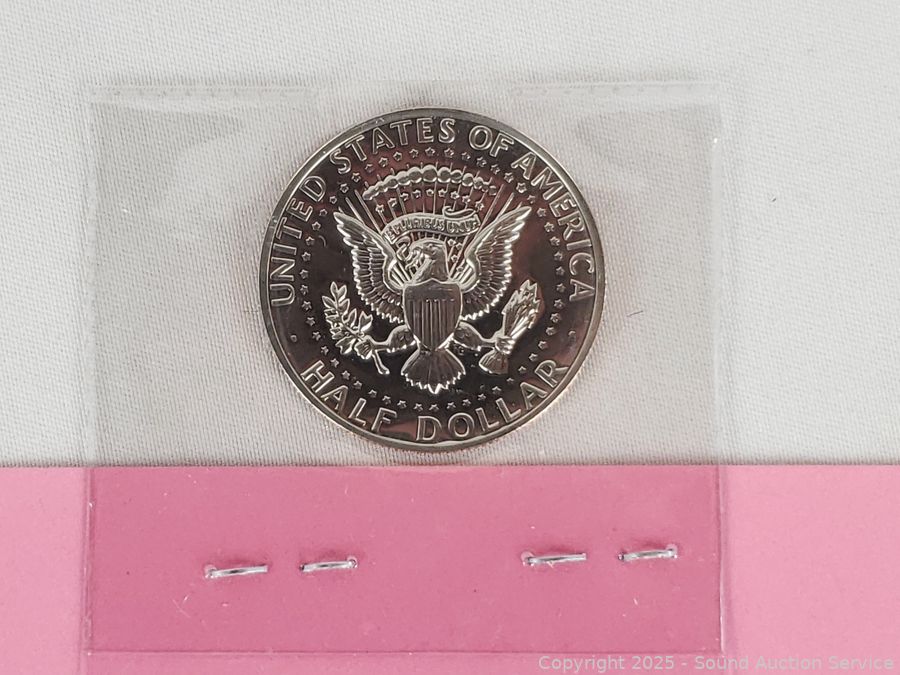 UNITED STATES OF AMERICA
E PLURIBUS UNUM
· HALF DOLLAR ·
Copyright 2025 - Sound Auction Service